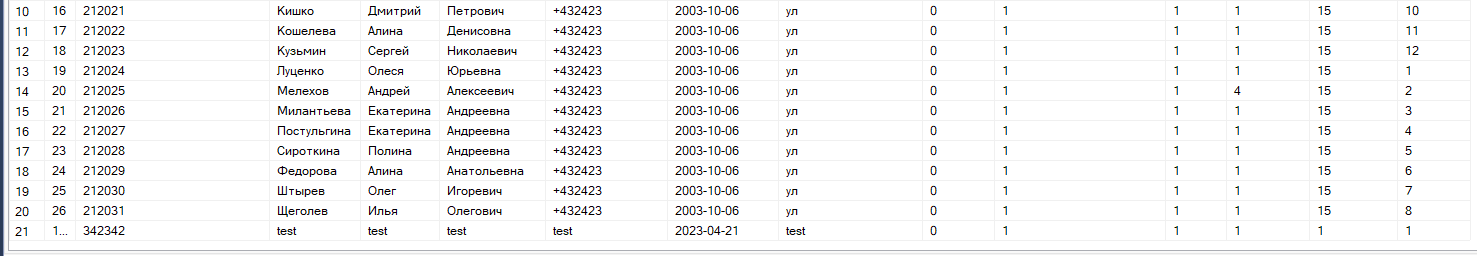 10 16 212021 Кишко Дмитрий Петрович +432423 2003-10-06 ул 0 1 1 1 15 10
11 17 212022 Кошелева Алина Денисовна +432423 2003-10-06 ул 0 1 1 1 15 11
12 18 212023 Кузьмин Сергей Николаевич +432423 2003-10-06 ул 0 1 1 1 15 12
13 19 212024 Луценко Олеся Юрьевна +432423 2003-10-06 ул 0 1 1 1 15 1
14 20 212025 Мелехов Андрей Алексеевич +432423 2003-10-06 ул 0 1 1 4 15 2
15 21 212026 Милантьева Екатерина Андреевна +432423 2003-10-06 ул 0 1 1 1 15 3
16 22 212027 Постульгина Екатерина Андреевна +432423 2003-10-06 ул 0 1 1 1 15 4
17 23 212028 Сироткина Полина Андреевна +432423 2003-10-06 ул 0 1 1 1 15 5
18 24 212029 Федорова Алина Анатольевна +432423 2003-10-06 ул 0 1 1 1 15 6
19 25 212030 Штырев Олег Игоревич +432423 2003-10-06 ул 0 1 1 1 15 7
20 26 212031 Щеголев Илья Олегович +432423 2003-10-06 ул 0 1 1 1 15 8
21 1... 342342 test test test test 2023-04-21 test 0 1 1 1 1 1